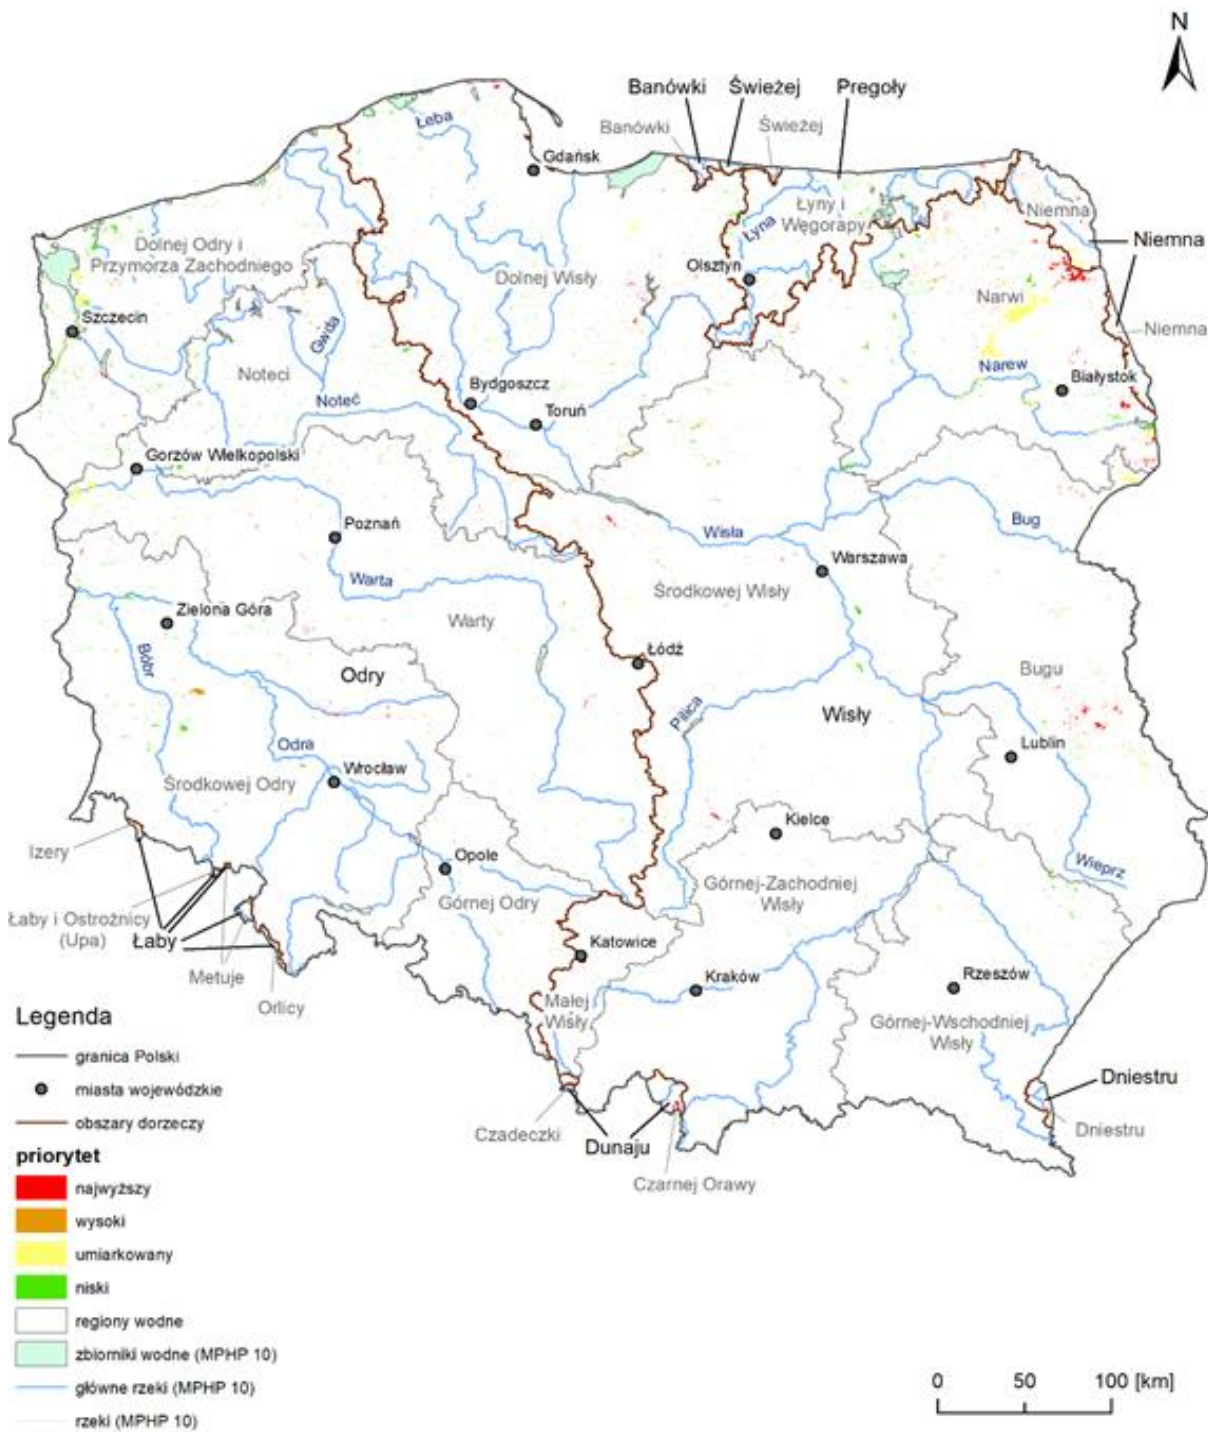 N
Banówki
Świeżej
Pregoły
Banówki
Świeżej
Łeba
Gdańsk
Łyny i
Węgorapy
Niemna
Niemna
Łyna
Dolnej Odry i
Przymorza Zachodniego
Dolnej Wisły
Olsztyn
Narwi
Szczecin
Gwda
Niemna
Noteci
Narew
Białystok
Bydgoszcz
Noteć
Toruń
Gorzów Wielkopolski
Poznań
Wisła
Bug
Warszawa
Warta
Środkowej Wisły
Zielona Góra
Warty
Bóbr
Łódź
Odry
Bugu
Pilica
Wisły
Odra
Lublin
Wrocław
Środkowej Odry
Kielce
Izery
Opole
Wieprz
Górnej Odry
Górnej-Zachodniej
Wisły
Łaby i Ostrożnicy
(Upa)
Łaby
Katowice
Metuje
Kraków
Rzeszów
Orlicy
Małej
Wisły
Górnej-Wschodniej
Wisły
Dniestru
Czadeczki
Dunaju
Dniestru
Czarnej Orawy
Legenda
granica Polski
miasta wojewódzkie
obszary dorzeczy
priorytet
najwyższy
wysoki
umiarkowany
niski
regiony wodne
zbiorniki wodne (MPHP 10)
główne rzeki (MPHP 10)
rzeki (MPHP 10)
0 50 100 [km]